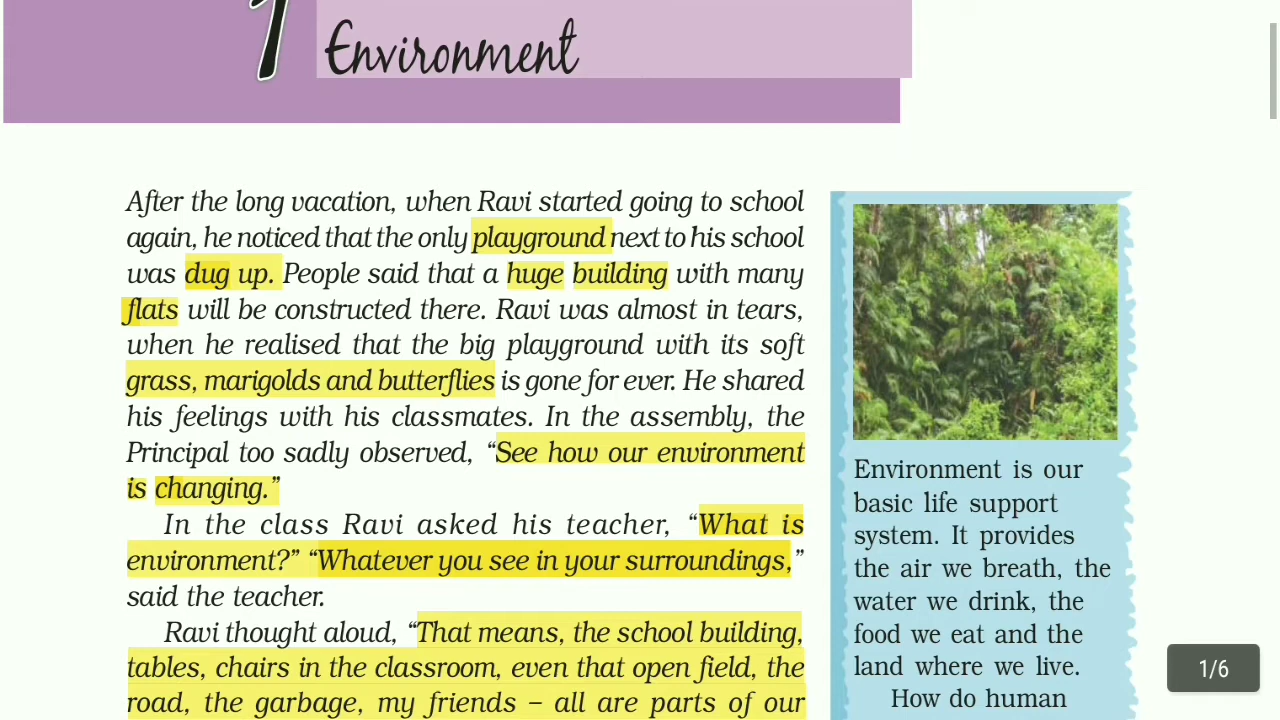 1
Environment
After the long vacation, when Ravi started going to school
again, he noticed that the only playground next to his school
was dug up. People said that a huge building with many
flats will be constructed there. Ravi was almost in tears,
when he realised that the big playground with its soft
grass, marigolds and butterflies is gone for ever. He shared
his feelings with his classmates. In the assembly, the
Principal too sadly observed, “See how our environment
is changing.”
In the class Ravi asked his teacher, “What is
environment?” “Whatever you see in your surroundings,”
said the teacher.
Ravi thought aloud, “That means, the school building,
tables, chairs in the classroom, even that open field, the
road, the garbage, my friends – all are parts of our
Environment is our
basic life support
system. It provides
the air we breath, the
water we drink, the
food we eat and the
land where we live.
How do human
1/6